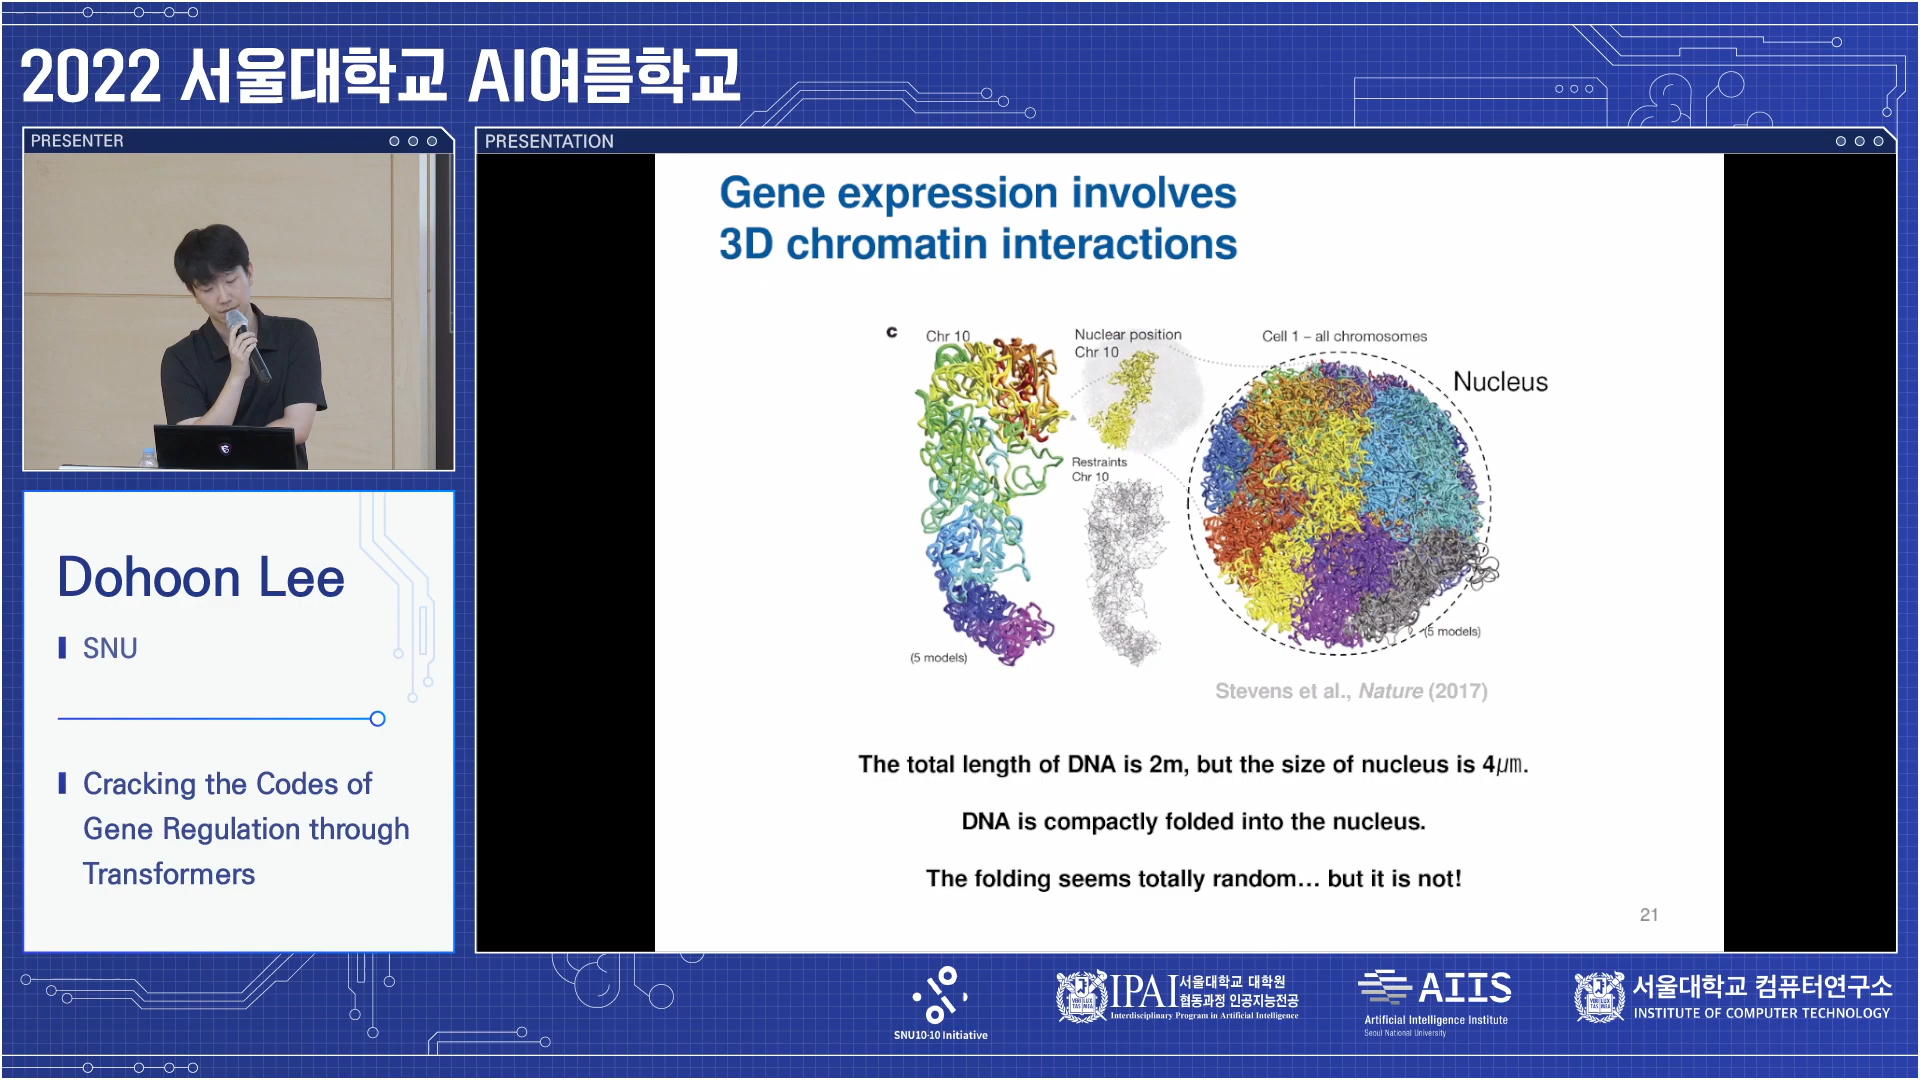 2022 서울대학교 AI여름학교
PRESENTER
PRESENTATION
Gene expression involves
3D chromatin interactions
c
Chr 10
Nuclear position
Chr 10
Cell 1 – all chromosomes
Nucleus
Restraints
Chr 10
(5 models)
(5 models)
Stevens et al., Nature (2017)
The total length of DNA is 2m, but the size of nucleus is 4㎛.
DNA is compactly folded into the nucleus.
The folding seems totally random… but it is not!
21
Dohoon Lee
SNU
Cracking the Codes of
Gene Regulation through
Transformers
SNU10·10 Initiative
IPAI
서울대학교 대학원
협동과정 인공지능전공
Interdisciplinary Program in Artificial Intelligence
AIIS
Artificial Intelligence Institute
Seoul National University
서울대학교 컴퓨터연구소
INSTITUTE OF COMPUTER TECHNOLOGY